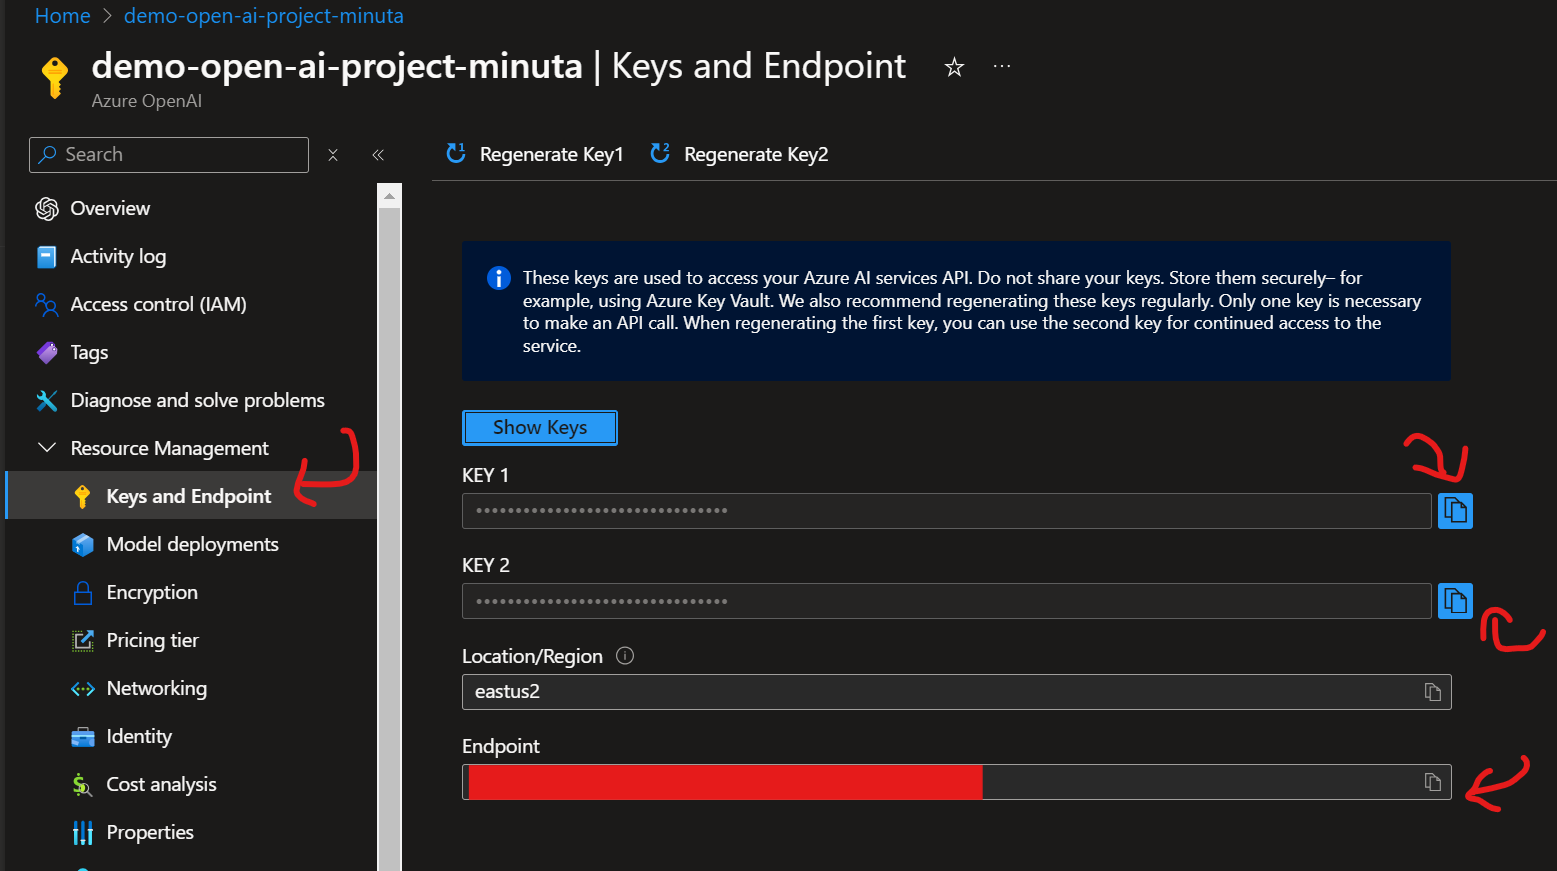 Home > demo-open-ai-project-minuta
demo-open-ai-project-minuta | Keys and Endpoint
Azure OpenAI
Search
Regenerate Key1
Regenerate Key2
Overview
Activity log
Access control (IAM)
Tags
Diagnose and solve problems
Resource Management
Keys and Endpoint
Model deployments
Encryption
Pricing tier
Networking
Identity
Cost analysis
Properties
These keys are used to access your Azure AI services API. Do not share your keys. Store them securely– for
example, using Azure Key Vault. We also recommend regenerating these keys regularly. Only one key is necessary
to make an API call. When regenerating the first key, you can use the second key for continued access to the
service.
Show Keys
KEY 1
••••••••••••••••••••••••••••••••
KEY 2
••••••••••••••••••••••••••••••••
Location/Region
eastus2
Endpoint